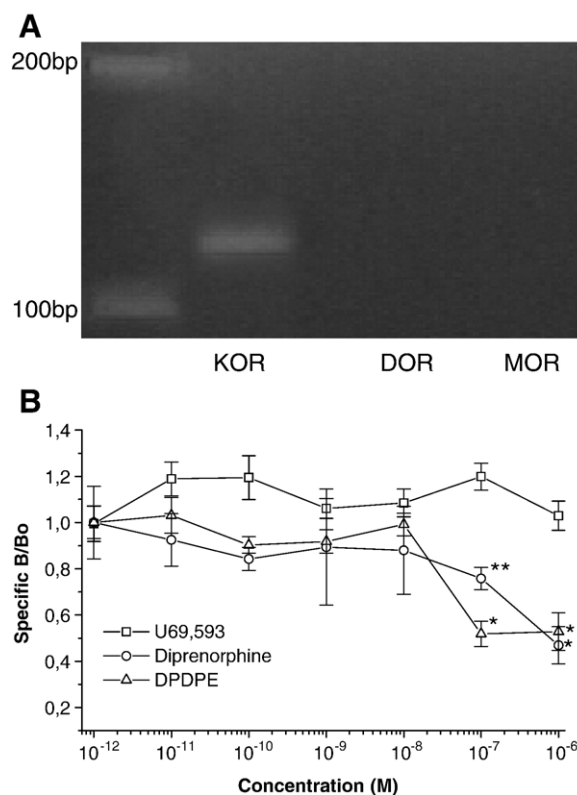 A
200bp
100bp
KOR DOR MOR
B
Specific B/Bo
1,4
1,2
1,0
0,8
0,6
0,4
0,2
**
*
*
*
U69,593
Diprenorphine
DPDPE
10-12 10-11 10-10 10-9 10-8 10-7 10-6
Concentration (M)